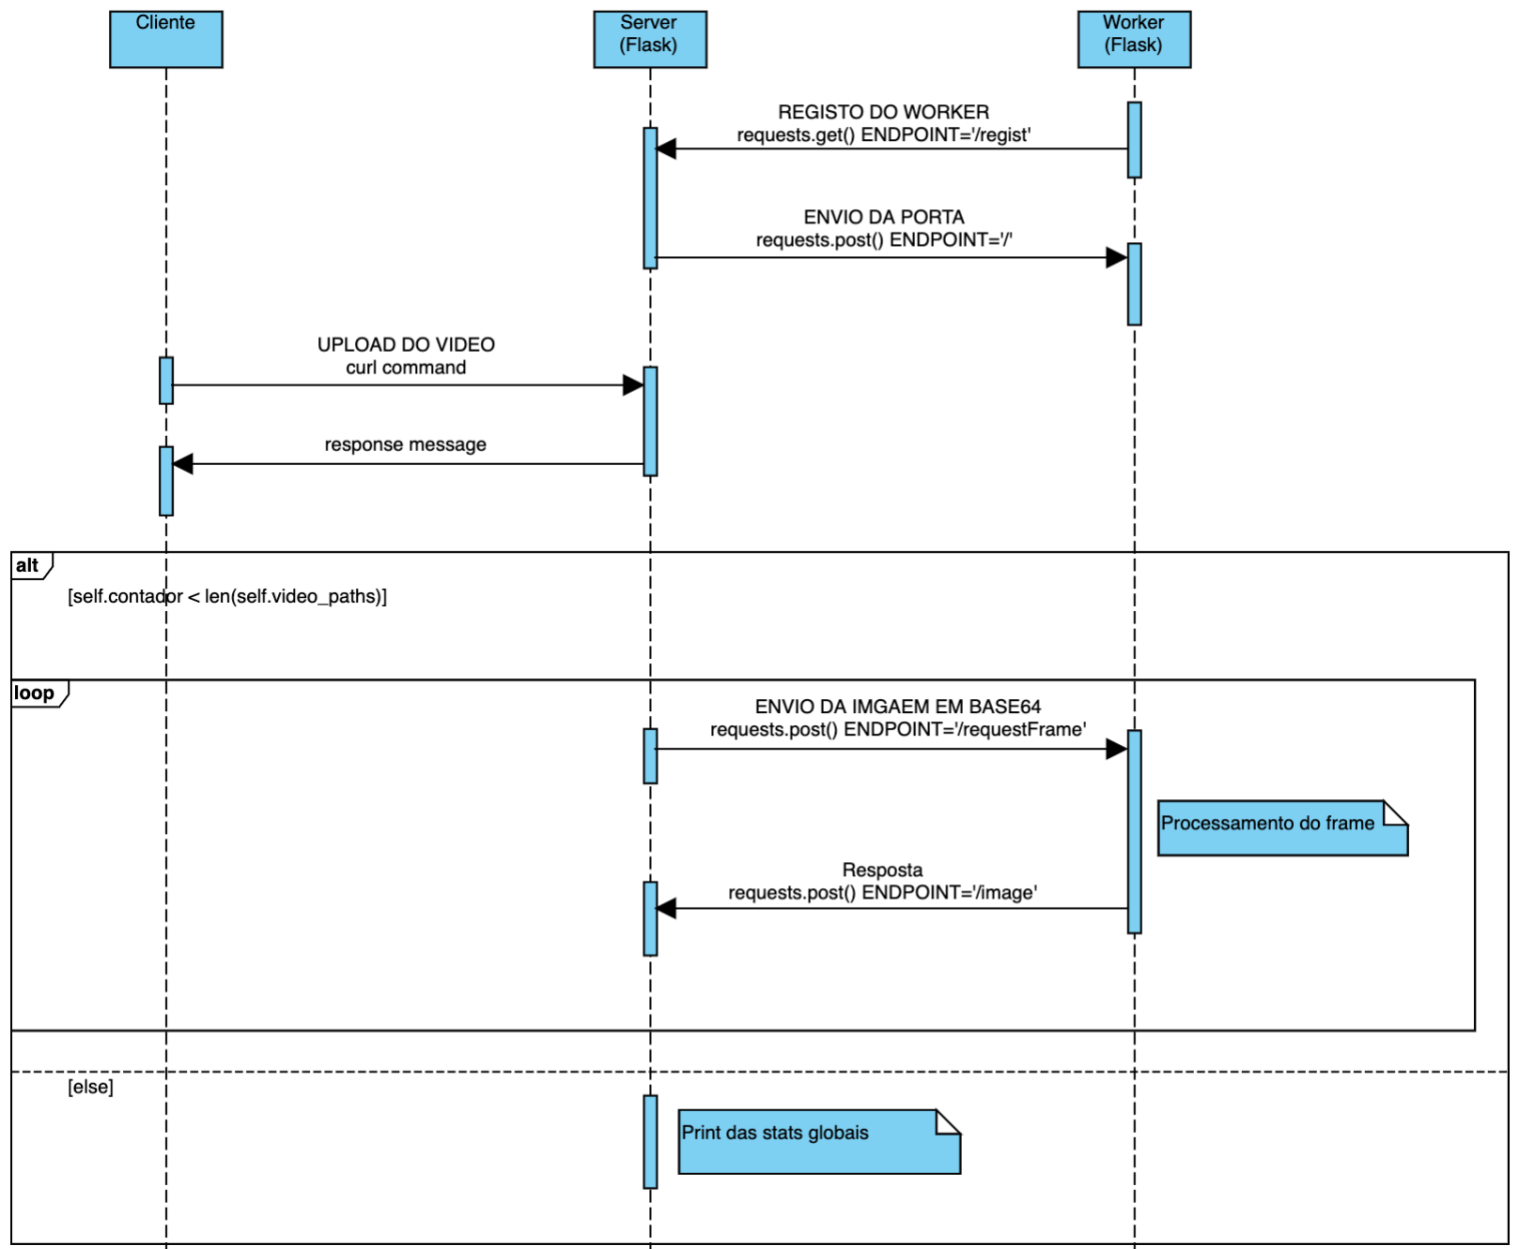 Cliente
Server
(Flask)
Worker
(Flask)
REGISTO DO WORKER
requests.get() ENDPOINT='/regist'
ENVIO DA PORTA
requests.post() ENDPOINT='/'
UPLOAD DO VIDEO
curl command
response message
alt
[self.contador < len(self.video_paths)]
loop
ENVIO DA IMGAEM EM BASE64
requests.post() ENDPOINT='/requestFrame'
Processamento do frame
Resposta
requests.post() ENDPOINT='/image'
[else]
Print das stats globais